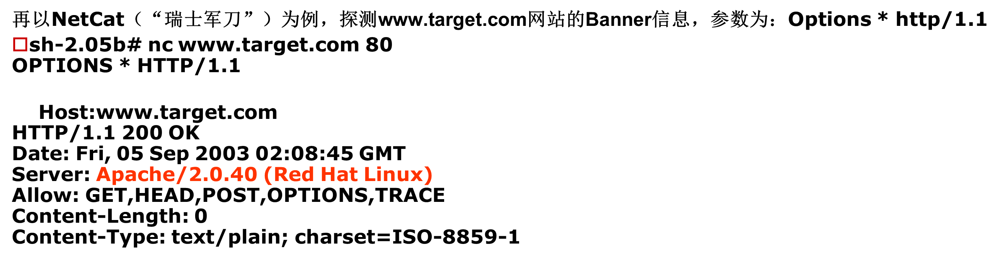 再以NetCat（“瑞士军刀”）为例，探测www.target.com网站的Banner信息，参数为：Options * http/1.1
□sh-2.05b# nc www.target.com 80
OPTIONS * HTTP/1.1
Host:www.target.com
HTTP/1.1 200 OK
Date: Fri, 05 Sep 2003 02:08:45 GMT
Server: Apache/2.0.40 (Red Hat Linux)
Allow: GET,HEAD,POST,OPTIONS,TRACE
Content-Length: 0
Content-Type: text/plain; charset=ISO-8859-1